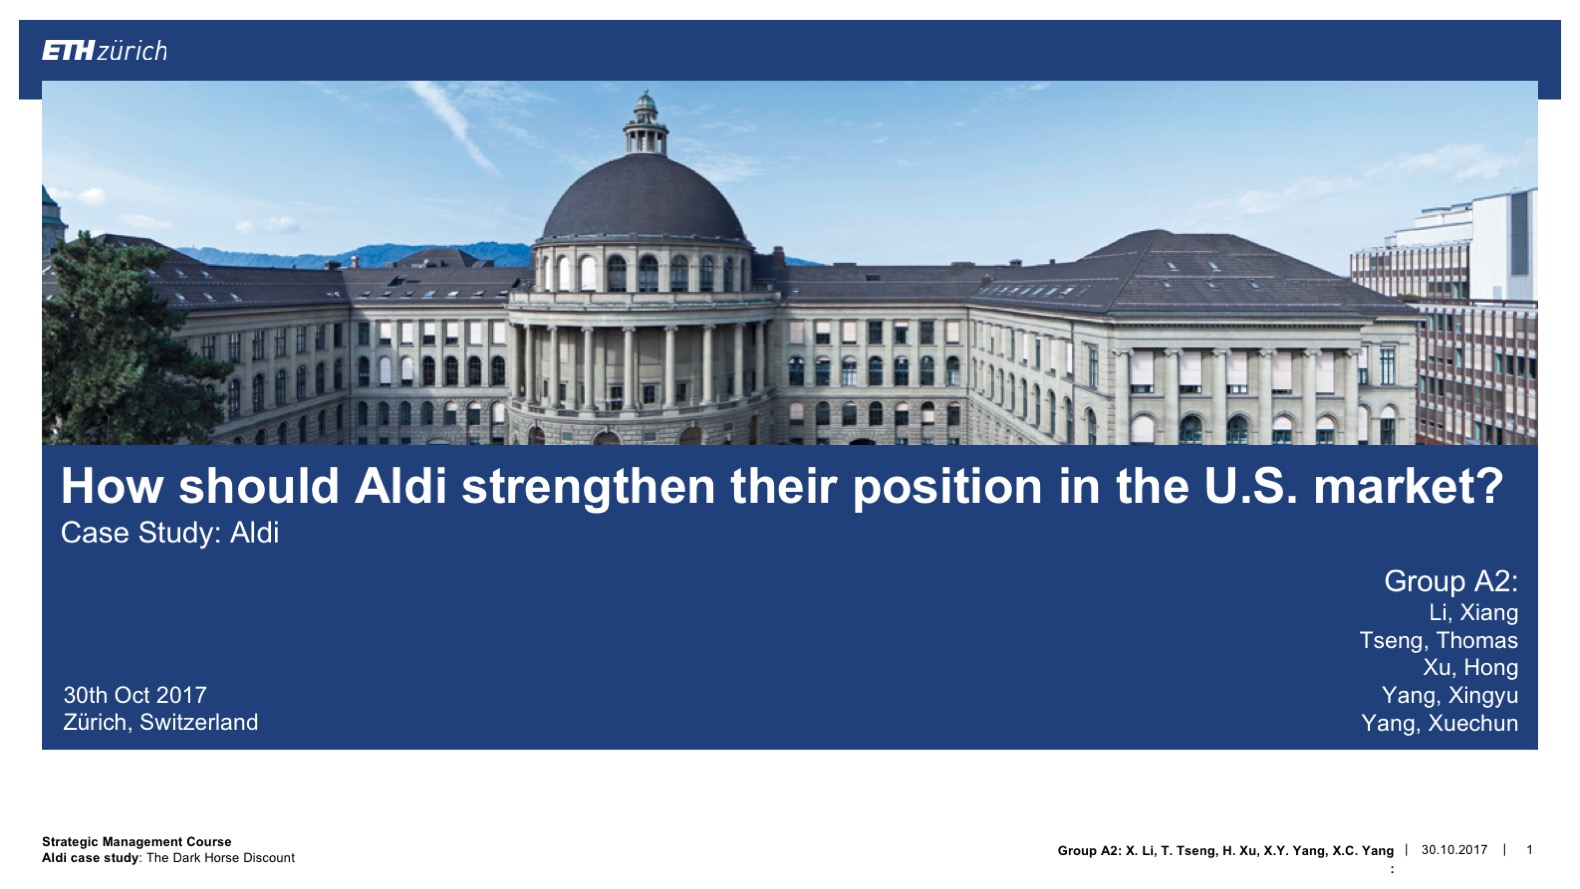 ETH zürich
How should Aldi strengthen their position in the U.S. market?
Case Study: Aldi
Group A2:
Li, Xiang
Tseng, Thomas
Xu, Hong
Yang, Xingyu
Yang, Xuechun
30th Oct 2017
Zürich, Switzerland
Strategic Management Course
Aldi case study: The Dark Horse Discount
Group A2: X. Li, T. Tseng, H. Xu, X.Y. Yang, X.C. Yang | 30.10.2017 | 1
: